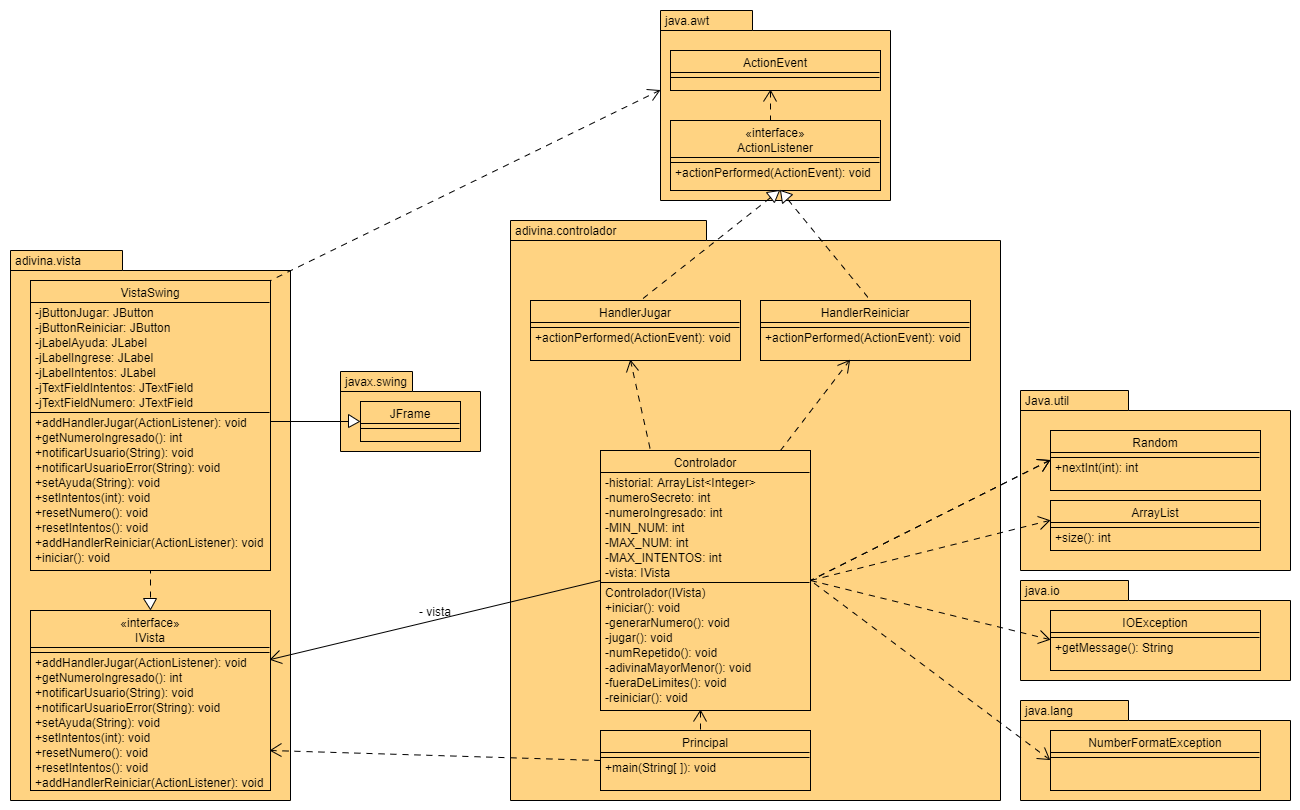 java.awt
ActionEvent
«interface»
ActionListener
+actionPerformed(ActionEvent): void
adivina.controlador
HandlerJugar
+actionPerformed(ActionEvent): void
HandlerReiniciar
+actionPerformed(ActionEvent): void
adivina.vista
VistaSwing
-jButtonJugar: JButton
-jButtonReiniciar: JButton
-jLabelAyuda: JLabel
-jLabelIngrese: JLabel
-jLabelIntentos: JLabel
-jTextFieldIntentos: JTextField
-jTextFieldNumero: JTextField
+addHandlerJugar(ActionListener): void
+getNumeroIngresado(): int
+notificarUsuario(String): void
+notificarUsuarioError(String): void
+setAyuda(String): void
+setIntentos(int): void
+resetNumero(): void
+resetIntentos(): void
+addHandlerReiniciar(ActionListener): void
+iniciar(): void
javax.swing
JFrame
«interface»
IVista
+addHandlerJugar(ActionListener): void
+getNumeroIngresado(): int
+notificarUsuario(String): void
+notificarUsuarioError(String): void
+setAyuda(String): void
+setIntentos(int): void
+resetNumero(): void
+resetIntentos(): void
+addHandlerReiniciar(ActionListener): void
- vista
Controlador
-historial: ArrayList<Integer>
-numeroSecreto: int
-numeroIngresado: int
-MIN_NUM: int
-MAX_NUM: int
-MAX_INTENTOS: int
-vista: IVista
Controlador(IVista)
+iniciar(): void
-generarNumero(): void
-jugar(): void
-numRepetido(): void
-adivinaMayorMenor(): void
-fueraDeLimites(): void
-reiniciar(): void
Principal
+main(String[ ]): void
Java.util
Random
+nextInt(int): int
ArrayList
+size(): int
java.io
IOException
+getMessage(): String
java.lang
NumberFormatException